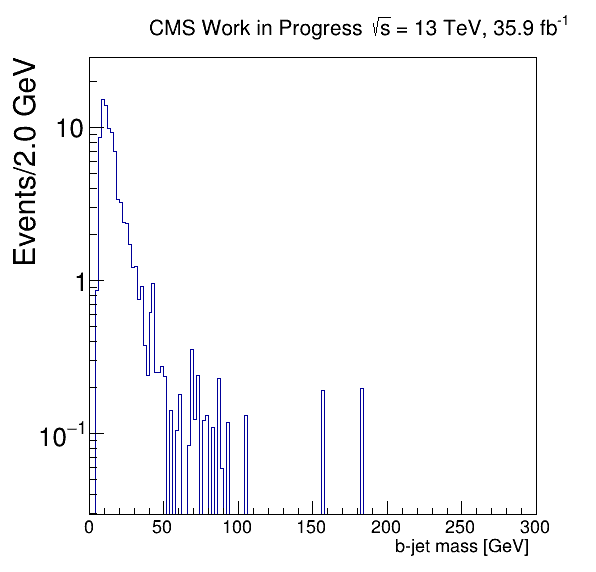 CMS Work in Progress √s = 13 TeV, 35.9 fb⁻¹
Events/2.0 GeV
10
1
10⁻¹
0 50 100 150 200 250 300
b-jet mass [GeV]